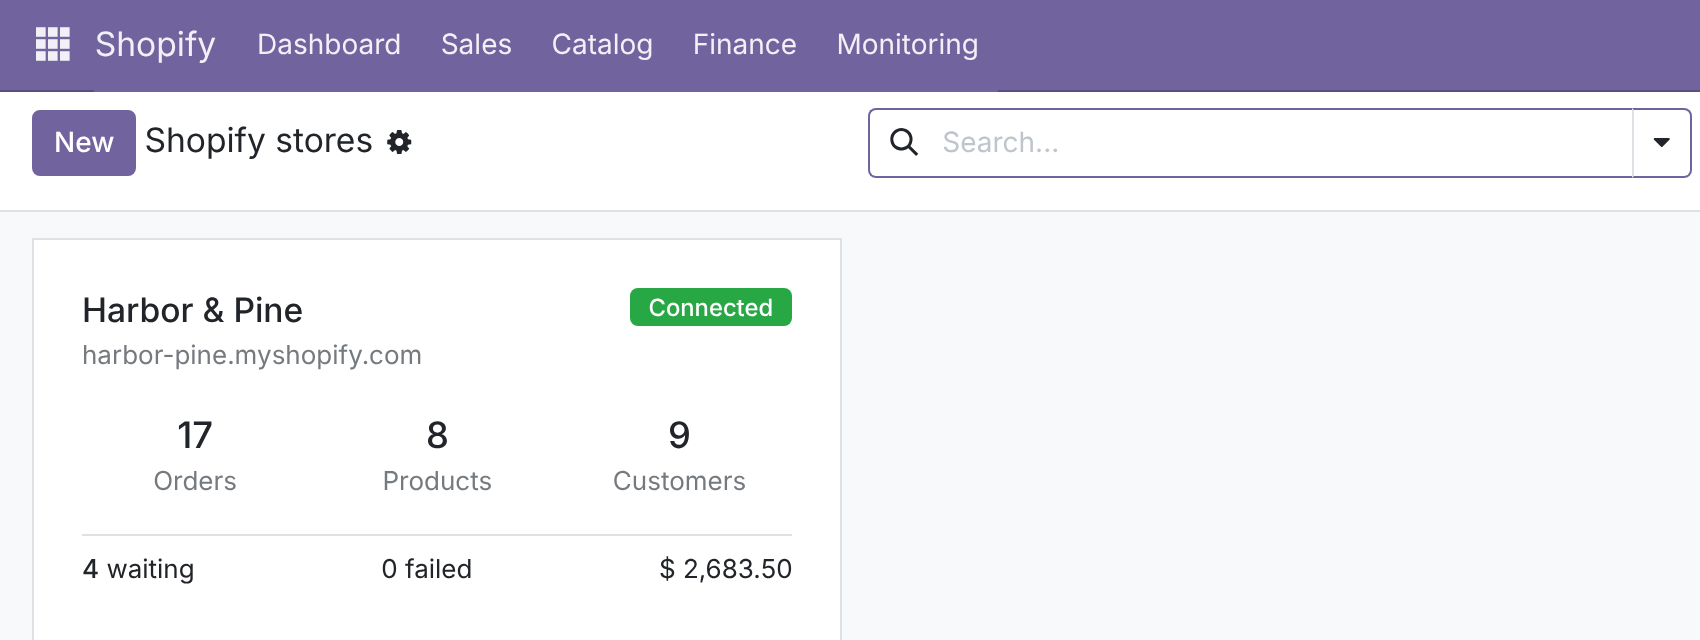 Shopify Dashboard Sales Catalog Finance Monitoring
New Shopify stores Search...
Harbor & Pine Connected
harbor-pine.myshopify.com
17 8 9
Orders Products Customers
4 waiting 0 failed $ 2,683.50